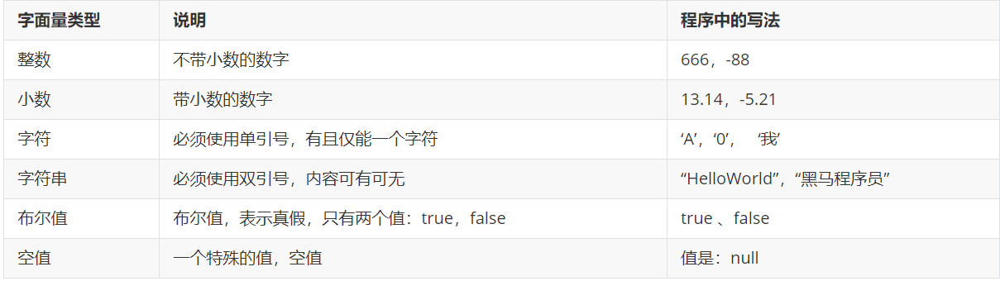 字面量类型 说明 程序中的写法
整数 不带小数的数字 666，-88
小数 带小数的数字 13.14，-5.21
字符 必须使用单引号，有且仅能一个字符 ‘A’，‘0’， ‘我’
字符串 必须使用双引号，内容可有可无 “HelloWorld”，“黑马程序员”
布尔值 布尔值，表示真假，只有两个值：true，false true 、false
空值 一个特殊的值，空值 值是：null